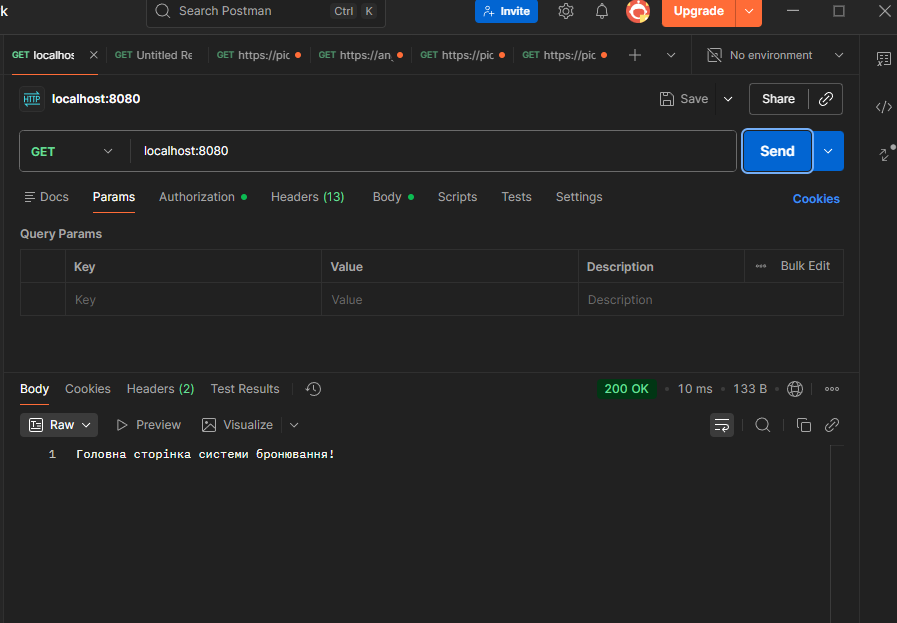 k
Search Postman Ctrl K Invite Upgrade
GET localhos GET Untitled Re GET https://pic GET https://an GET https://pic GET https://pic No environment
HTTP localhost:8080 Save Share
GET localhost:8080 Send
Docs Params Authorization Headers (13) Body Scripts Tests Settings Cookies
Query Params
Key Value Description Bulk Edit
Key Value Description
Body Cookies Headers (2) Test Results 200 OK 10 ms 133 B
Raw Preview Visualize
1 Головна сторінка системи бронювання!